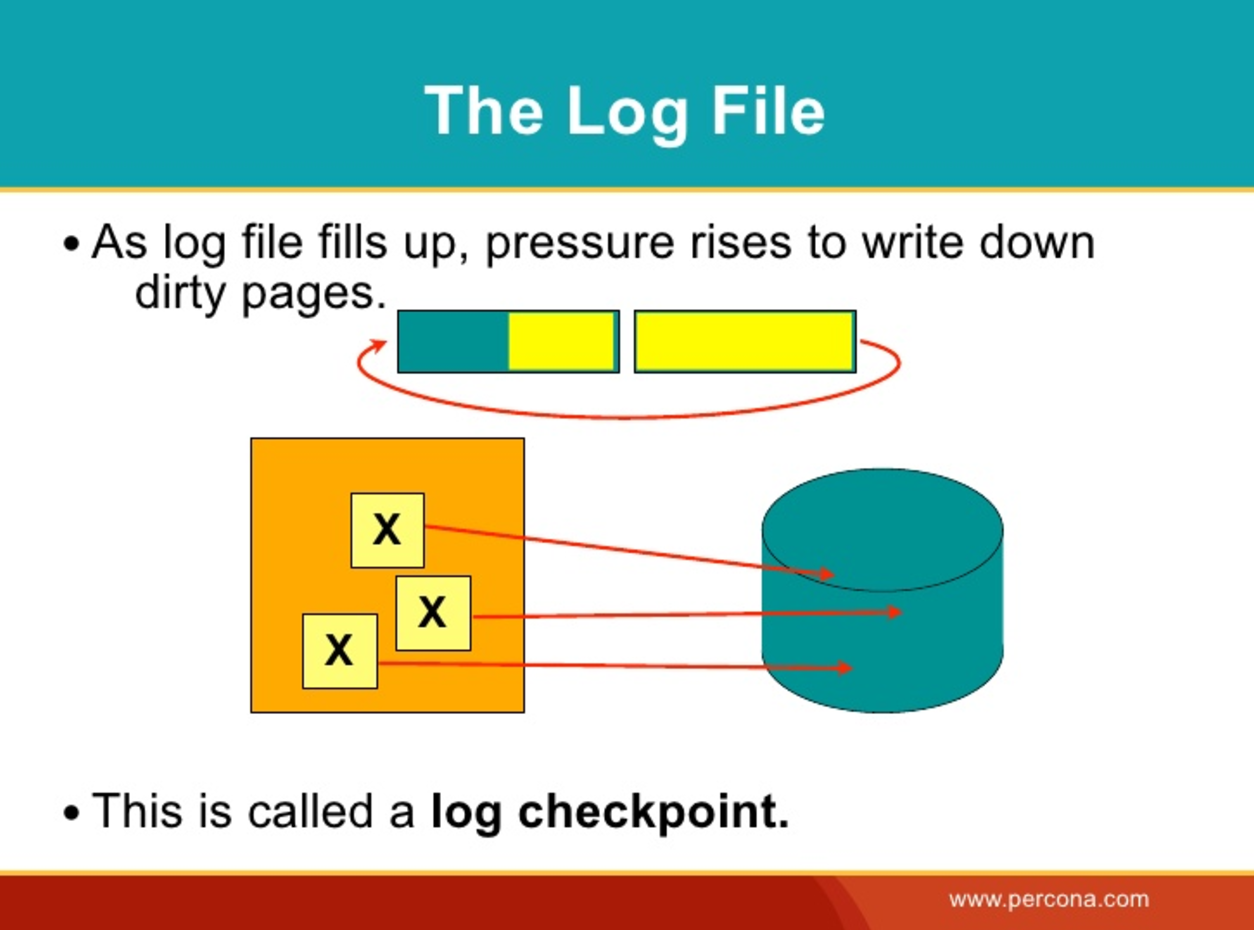 The Log File
• As log file fills up, pressure rises to write down
dirty pages.
X
X
X
• This is called a log checkpoint.
www.percona.com